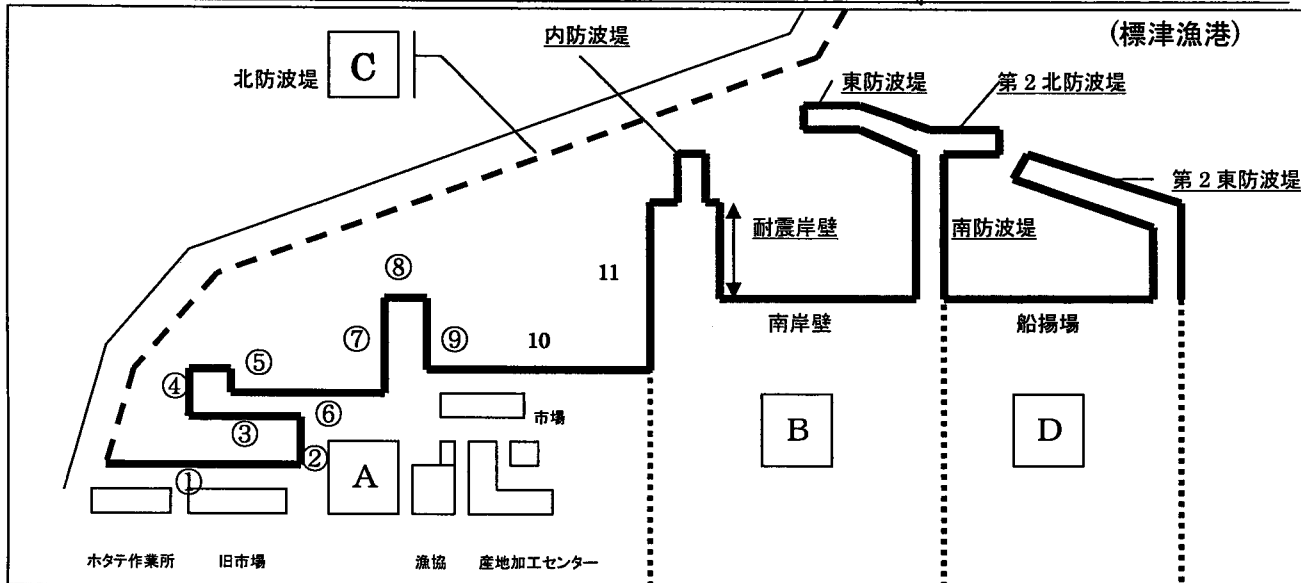 (標津漁港)
内防波堤
北防波堤
C
東防波堤
第2北防波堤
第2東防波堤
耐震岸壁
南防波堤
11
⑧
⑦
⑨
10
南岸壁
船揚場
⑤
④
⑥
③
②
①
市場
A
B
D
ホタテ作業所
旧市場
漁協
産地加工センター